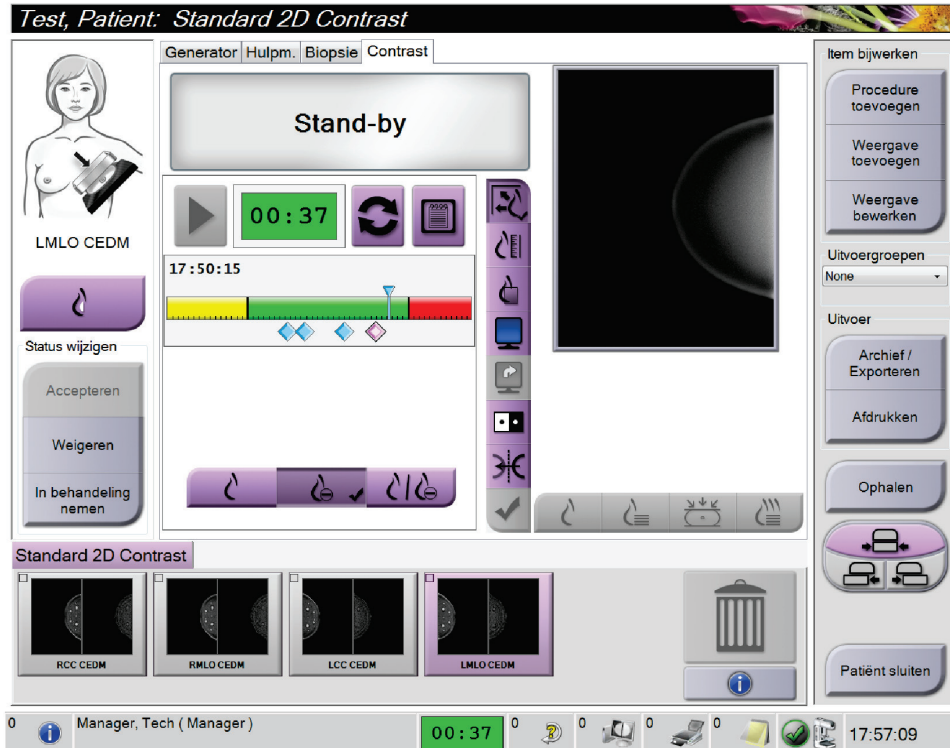 Test, Patient: Standard 2D Contrast
Generator
Hulpm.
Biopsie
Contrast
Stand-by
00:37
17:50:15
LMLO CEDM
Status wijzigen
Accepteren
Weigeren
In behandeling
nemen
Item bijwerken
Procedure
toevoegen
Weergave
toevoegen
Weergave
bewerken
Uitvoergroepen
None
Uitvoer
Archief /
Exporteren
Afdrukken
Ophalen
Patiënt sluiten
Standard 2D Contrast
RCC CEDM
RMLO CEDM
LCC CEDM
LMLO CEDM
0
Manager, Tech ( Manager )
00:37
0
0
0
0
17:57:09